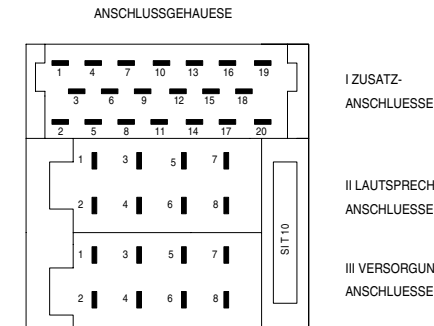 ANSCHLUSSGEHAEUSE
1 4 7 10 13 16 19
I ZUSATZ-
3 6 9 12 15 18
ANSCHLUESSE
2 5 8 11 14 17 20
1 3 5 7
II LAUTSPRECH
2 4 6 8
ANSCHLUESSE
SIT 10
1 3 5 7
III VERSORGUN
2 4 6 8
ANSCHLUESSE